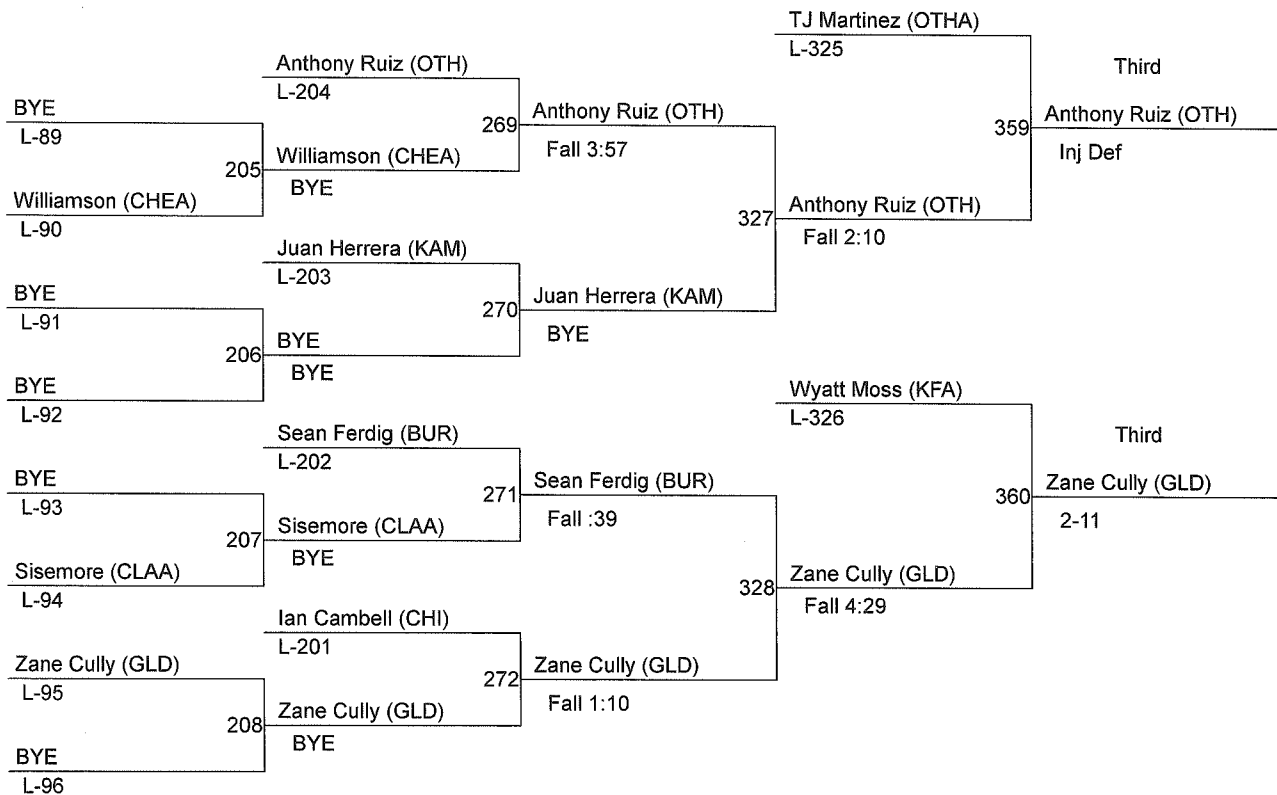 TJ Martinez (OTHA)
L-325
Third
Anthony Ruiz (OTH)
L-204
BYE
L-89
Anthony Ruiz (OTH)
Fall 3:57
269
359
Anthony Ruiz (OTH)
Inj Def
205
Williamson (CHEA)
BYE
Williamson (CHEA)
L-90
327
Anthony Ruiz (OTH)
Fall 2:10
Juan Herrera (KAM)
L-203
BYE
L-91
270
Juan Herrera (KAM)
BYE
206
BYE
BYE
BYE
L-92
Wyatt Moss (KFA)
L-326
Third
Sean Ferdig (BUR)
L-202
BYE
L-93
271
Sean Ferdig (BUR)
Fall :39
360
Zane Cully (GLD)
2-11
207
Sisemore (CLAA)
BYE
Sisemore (CLAA)
L-94
328
Zane Cully (GLD)
Fall 4:29
Ian Cambell (CHI)
L-201
Zane Cully (GLD)
L-95
272
Zane Cully (GLD)
Fall 1:10
208
Zane Cully (GLD)
BYE
BYE
L-96